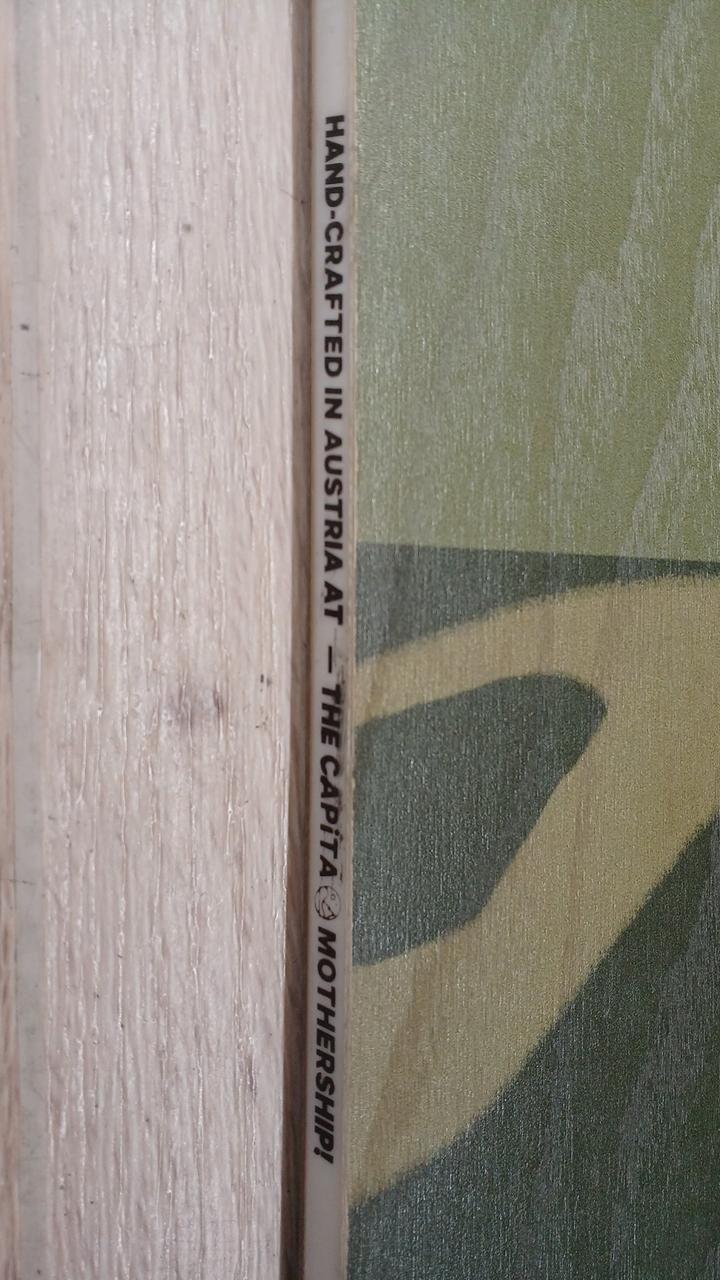 HAND-CRAFTED IN AUSTRIA AT — THE CAPiTA MOTHERSHIP!